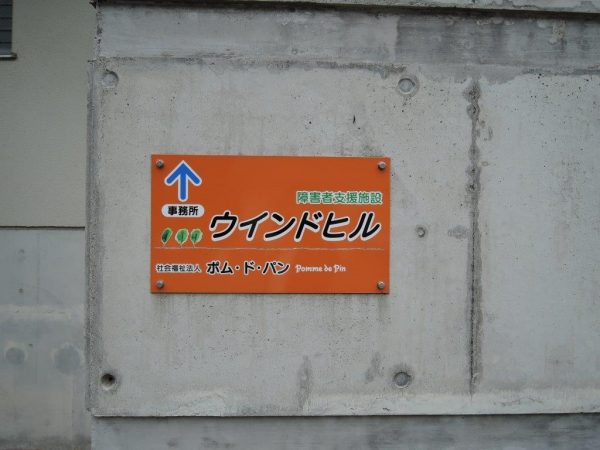 事務所
障害者支援施設
ウインドヒル
社会福祉法人 ポム・ド・パン Pomme de Pin